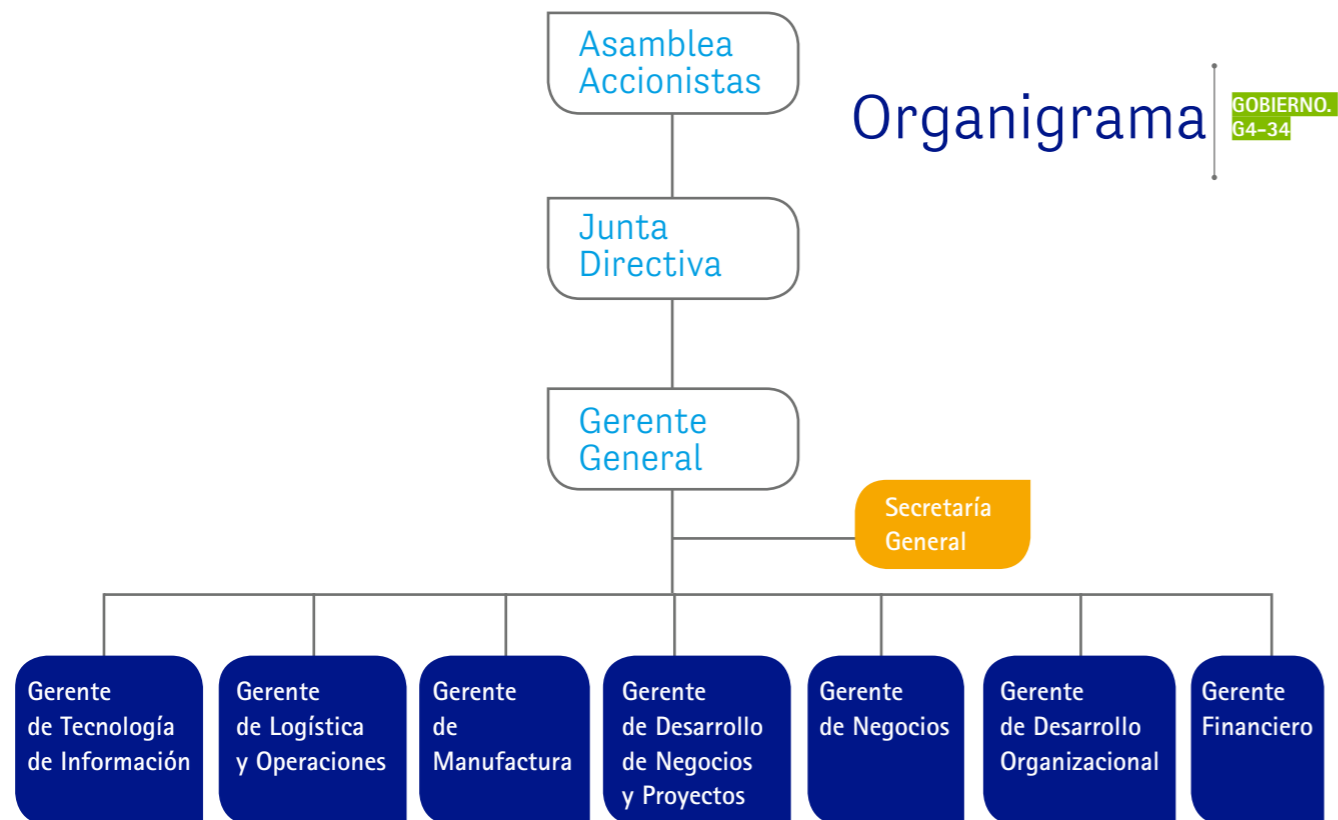 Asamblea
Accionistas
Organigrama
GOBIERNO.
G4-34
Junta
Directiva
Gerente
General
Secretaría
General
Gerente
de Tecnología
de Información
Gerente
de Logística
y Operaciones
Gerente
de
Manufactura
Gerente
de Desarrollo
de Negocios
y Proyectos
Gerente
de Negocios
Gerente
de Desarrollo
Organizacional
Gerente
Financiero